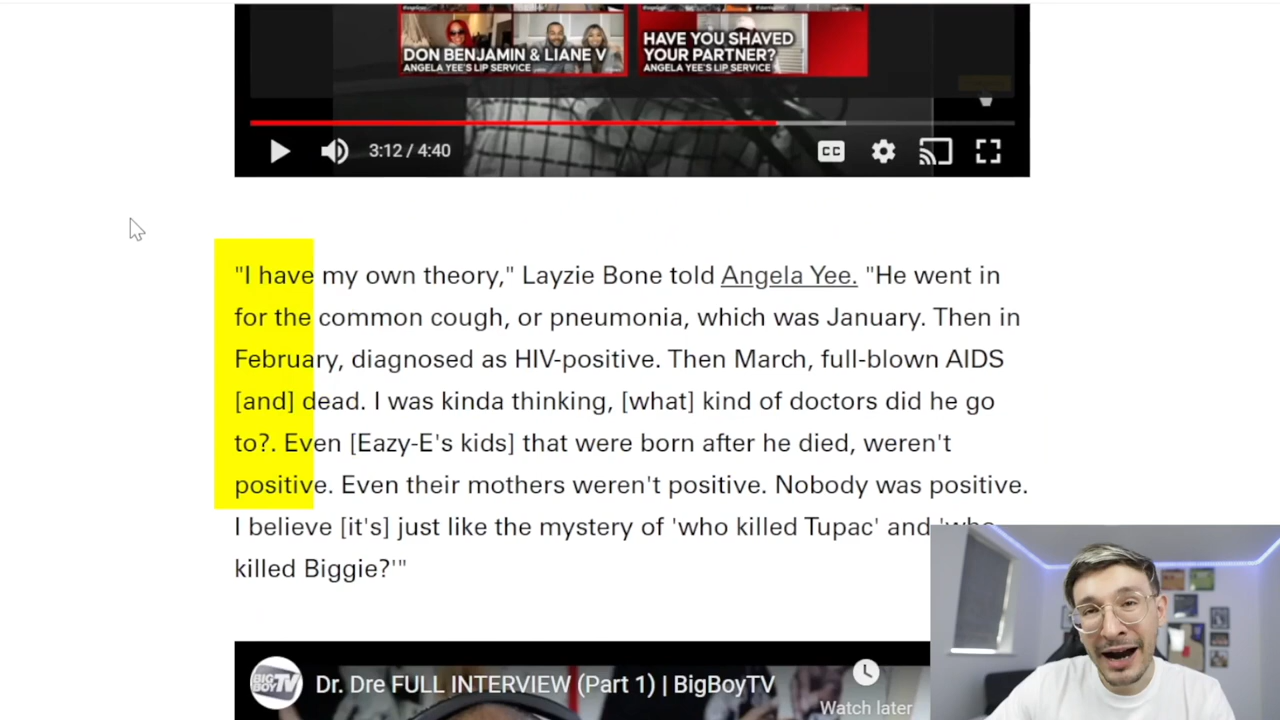 DON BENJAMIN & LIANE V
ANGELA YEE'S LIP SERVICE
HAVE YOU SHAVED
YOUR PARTNER?
ANGELA YEE'S LIP SERVICE
3:12 / 4:40
CC
"I have my own theory," Layzie Bone told Angela Yee. "He went in
for the common cough, or pneumonia, which was January. Then in
February, diagnosed as HIV-positive. Then March, full-blown AIDS
[and] dead. I was kinda thinking, [what] kind of doctors did he go
to?. Even [Eazy-E's kids] that were born after he died, weren't
positive. Even their mothers weren't positive. Nobody was positive.
I believe [it's] just like the mystery of 'who killed Tupac' and 'who
killed Biggie?'"
BIG
BOYTV
Dr. Dre FULL INTERVIEW (Part 1) | BigBoyTV
Watch later